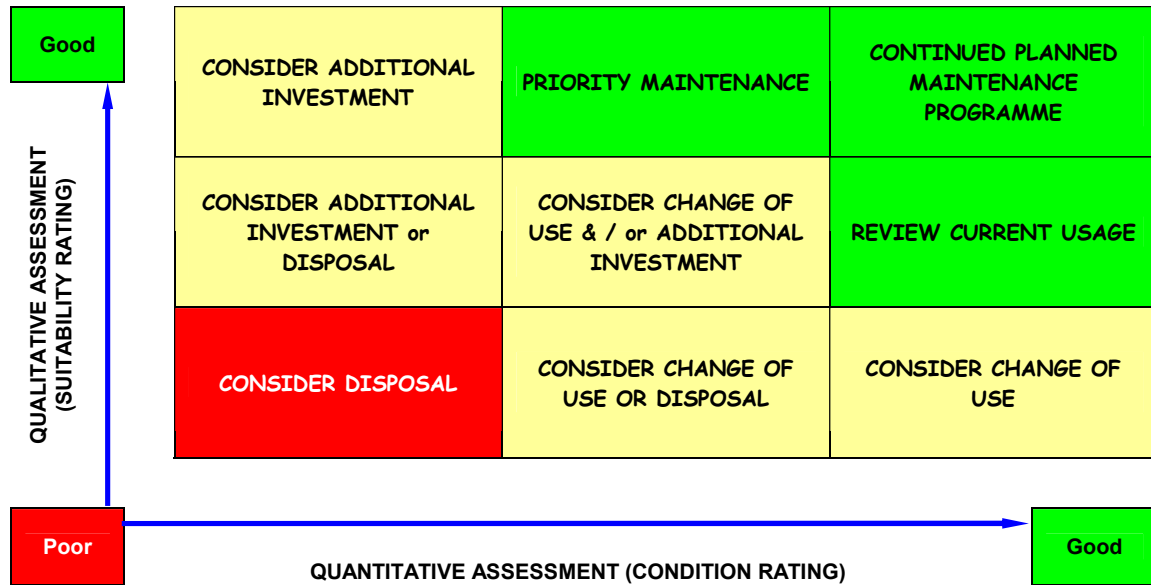 Good
CONSIDER ADDITIONAL
INVESTMENT
PRIORITY MAINTENANCE
CONTINUED PLANNED
MAINTENANCE
PROGRAMME
QUALITATIVE ASSESSMENT
(SUITABILITY RATING)
CONSIDER ADDITIONAL
INVESTMENT or
DISPOSAL
CONSIDER CHANGE OF
USE & / or ADDITIONAL
INVESTMENT
REVIEW CURRENT USAGE
CONSIDER DISPOSAL
CONSIDER CHANGE OF
USE OR DISPOSAL
CONSIDER CHANGE OF
USE
Poor
Good
QUANTITATIVE ASSESSMENT (CONDITION RATING)